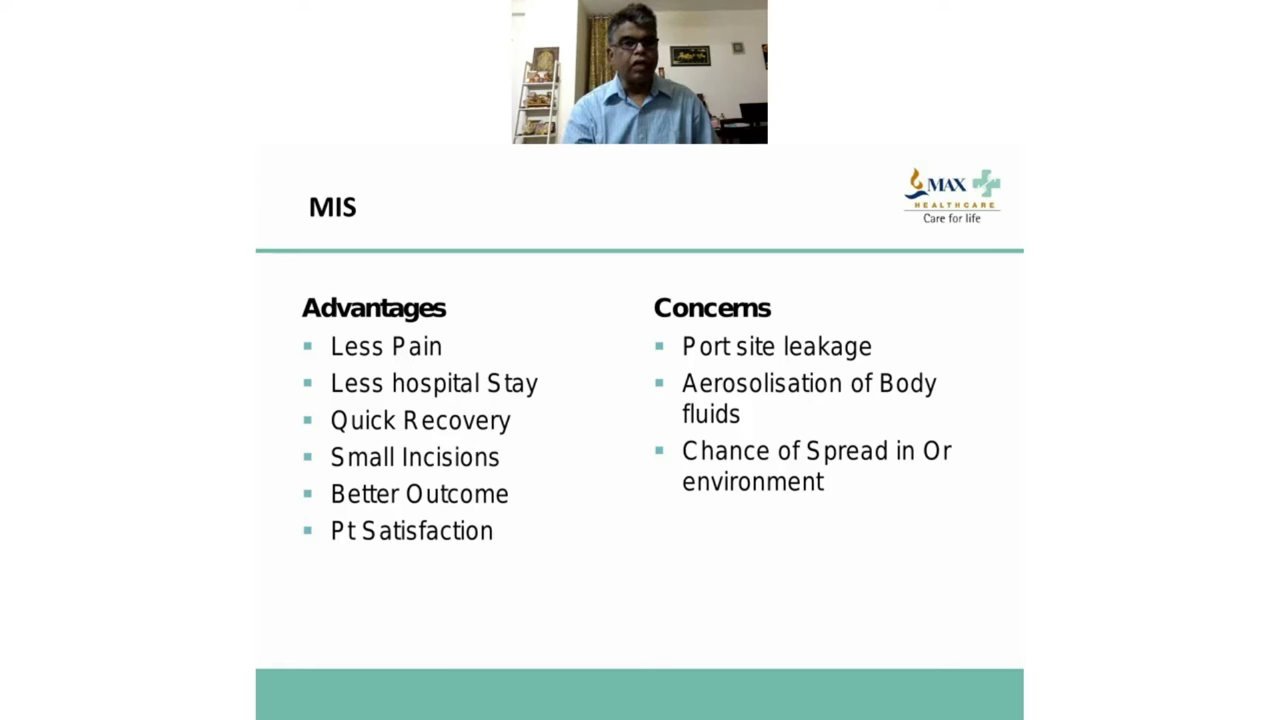 MAX
HEALTHCARE
Care for life
MIS
Advantages
Less Pain
Less hospital Stay
Quick Recovery
Small Incisions
Better Outcome
Pt Satisfaction
Concerns
Port site leakage
Aerosolisation of Body
fluids
Chance of Spread in Or
environment